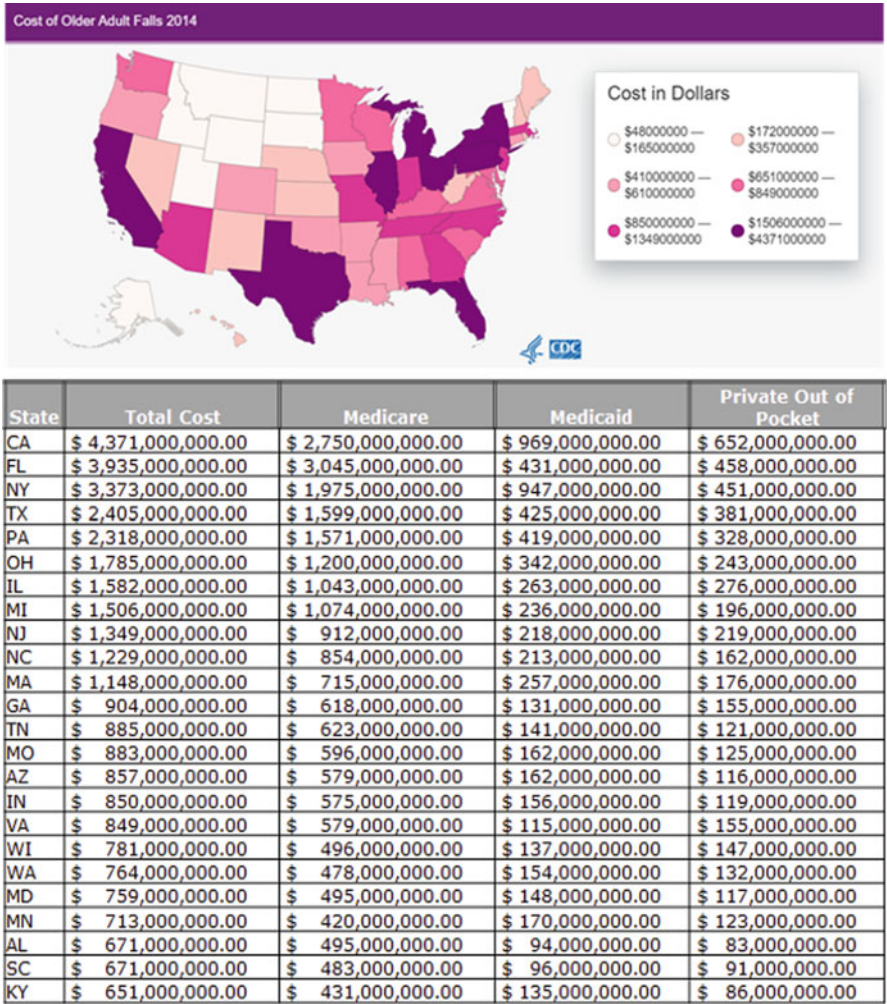 Cost of Older Adult Falls 2014
Cost in Dollars
$48000000 — $172000000 —
$165000000 $357000000
$410000000 — $651000000 —
$610000000 $849000000
$850000000 — $1506000000 —
$1349000000 $4371000000
CDC
Private Out of
State Total Cost Medicare Medicaid Pocket
CA $ 4,371,000,000.00 $ 2,750,000,000.00 $ 969,000,000.00 $ 652,000,000.00
FL $ 3,935,000,000.00 $ 3,045,000,000.00 $ 431,000,000.00 $ 458,000,000.00
NY $ 3,373,000,000.00 $ 1,975,000,000.00 $ 947,000,000.00 $ 451,000,000.00
TX $ 2,405,000,000.00 $ 1,599,000,000.00 $ 425,000,000.00 $ 381,000,000.00
PA $ 2,318,000,000.00 $ 1,571,000,000.00 $ 419,000,000.00 $ 328,000,000.00
OH $ 1,785,000,000.00 $ 1,200,000,000.00 $ 342,000,000.00 $ 243,000,000.00
IL $ 1,582,000,000.00 $ 1,043,000,000.00 $ 263,000,000.00 $ 276,000,000.00
MI $ 1,506,000,000.00 $ 1,074,000,000.00 $ 236,000,000.00 $ 196,000,000.00
NJ $ 1,349,000,000.00 $ 912,000,000.00 $ 218,000,000.00 $ 219,000,000.00
NC $ 1,229,000,000.00 $ 854,000,000.00 $ 213,000,000.00 $ 162,000,000.00
MA $ 1,148,000,000.00 $ 715,000,000.00 $ 257,000,000.00 $ 176,000,000.00
GA $ 904,000,000.00 $ 618,000,000.00 $ 131,000,000.00 $ 155,000,000.00
TN $ 885,000,000.00 $ 623,000,000.00 $ 141,000,000.00 $ 121,000,000.00
MO $ 883,000,000.00 $ 596,000,000.00 $ 162,000,000.00 $ 125,000,000.00
AZ $ 857,000,000.00 $ 579,000,000.00 $ 162,000,000.00 $ 116,000,000.00
IN $ 850,000,000.00 $ 575,000,000.00 $ 156,000,000.00 $ 119,000,000.00
VA $ 849,000,000.00 $ 579,000,000.00 $ 115,000,000.00 $ 155,000,000.00
WI $ 781,000,000.00 $ 496,000,000.00 $ 137,000,000.00 $ 147,000,000.00
WA $ 764,000,000.00 $ 478,000,000.00 $ 154,000,000.00 $ 132,000,000.00
MD $ 759,000,000.00 $ 495,000,000.00 $ 148,000,000.00 $ 117,000,000.00
MN $ 713,000,000.00 $ 420,000,000.00 $ 170,000,000.00 $ 123,000,000.00
AL $ 671,000,000.00 $ 495,000,000.00 $ 94,000,000.00 $ 83,000,000.00
SC $ 671,000,000.00 $ 483,000,000.00 $ 96,000,000.00 $ 91,000,000.00
KY $ 651,000,000.00 $ 431,000,000.00 $ 135,000,000.00 $ 86,000,000.00